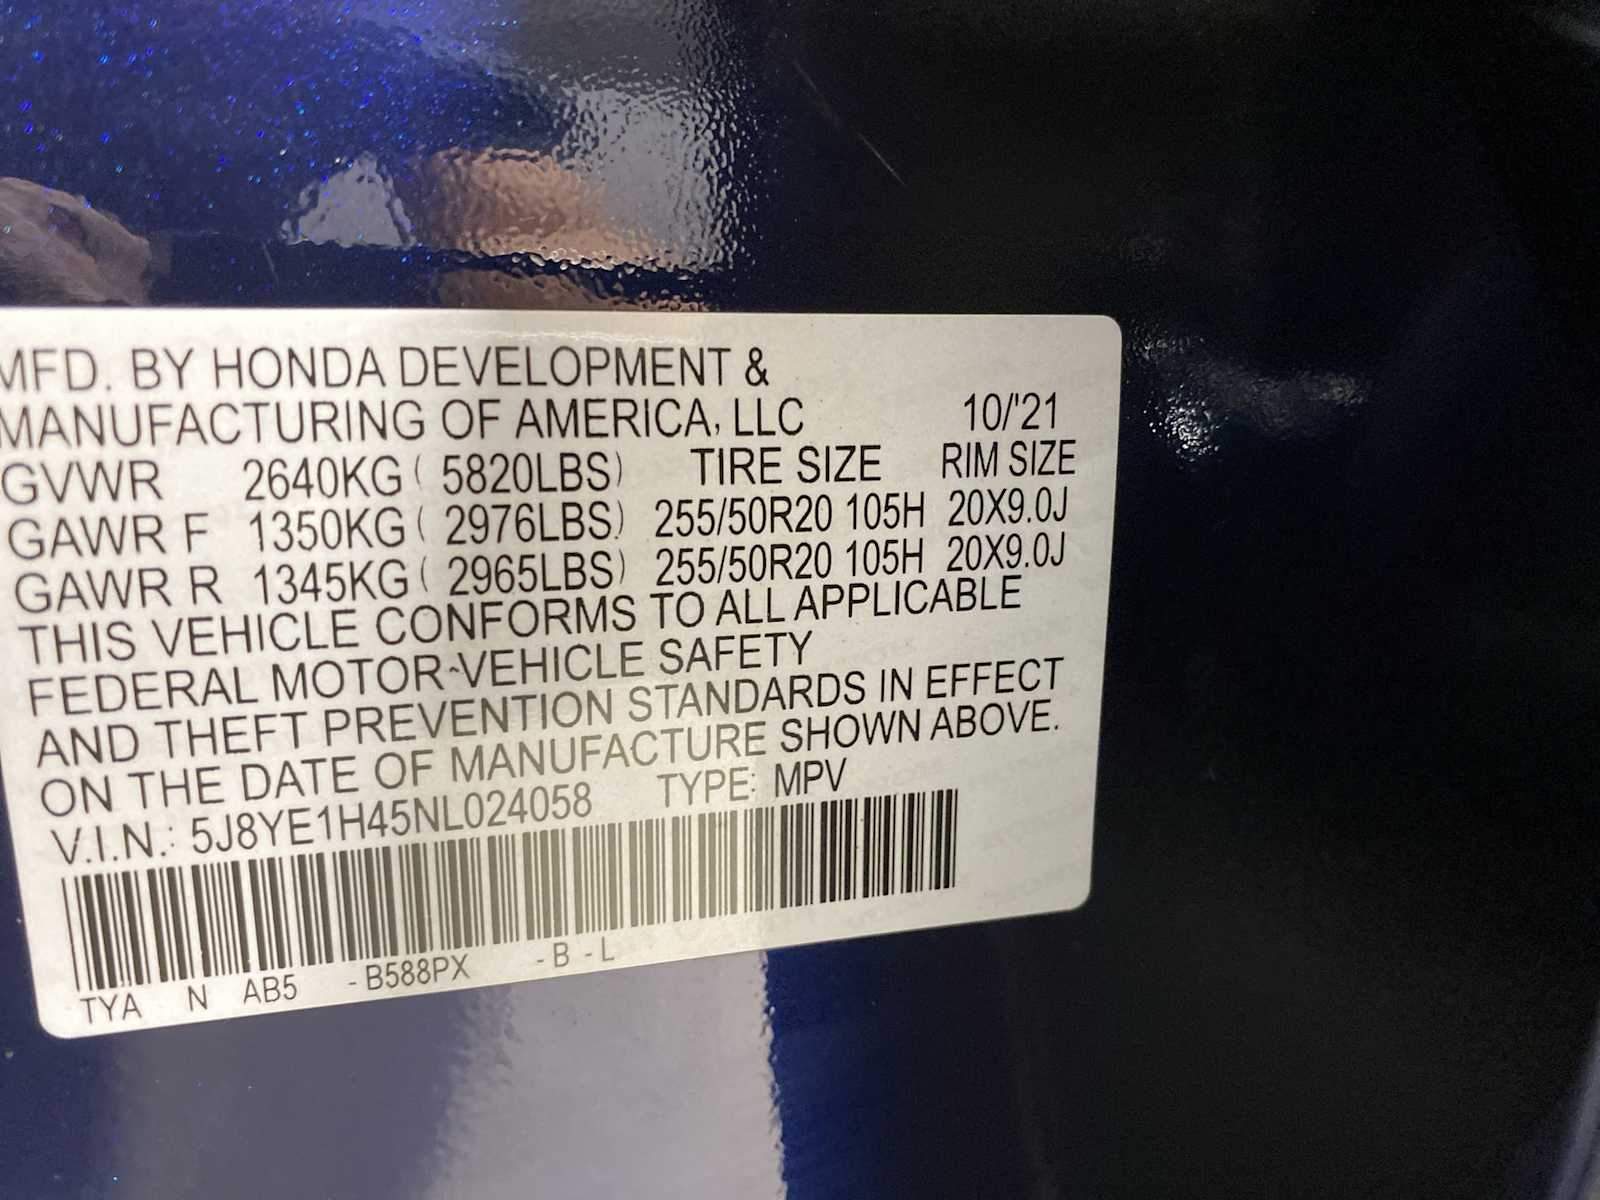 MFD. BY HONDA DEVELOPMENT &
MANUFACTURING OF AMERICA, LLC 10/'21
GVWR 2640KG ( 5820LBS) TIRE SIZE RIM SIZE
GAWR F 1350KG ( 2976LBS) 255/50R20 105H 20X9.0J
GAWR R 1345KG ( 2965LBS) 255/50R20 105H 20X9.0J
THIS VEHICLE CONFORMS TO ALL APPLICABLE
FEDERAL MOTOR-VEHICLE SAFETY
AND THEFT PREVENTION STANDARDS IN EFFECT
ON THE DATE OF MANUFACTURE SHOWN ABOVE.
V.I.N.: 5J8YE1H45NL024058 TYPE: MPV
TYA N AB5 -B588PX -B -L